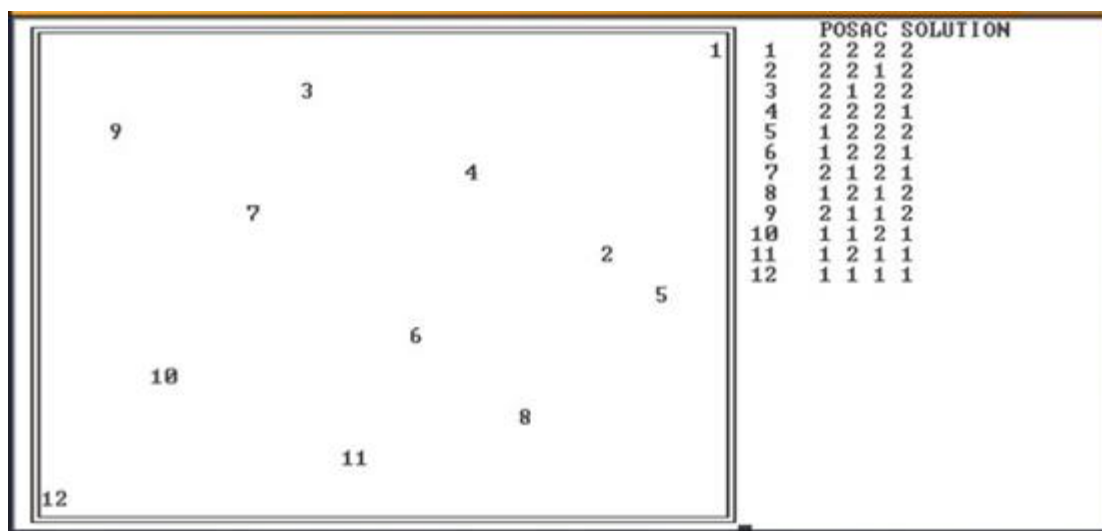 POSAC SOLUTION
1 1 2 2 2 2
2 2 2 1 2
3 3 2 1 2 2
4 2 2 2 1
9 5 1 2 2 2
6 1 2 2 1
4 7 2 1 2 1
8 1 2 1 2
7 9 2 1 1 2
10 1 1 2 1
2 11 1 2 1 1
12 1 1 1 1
5
6
10
8
11
12